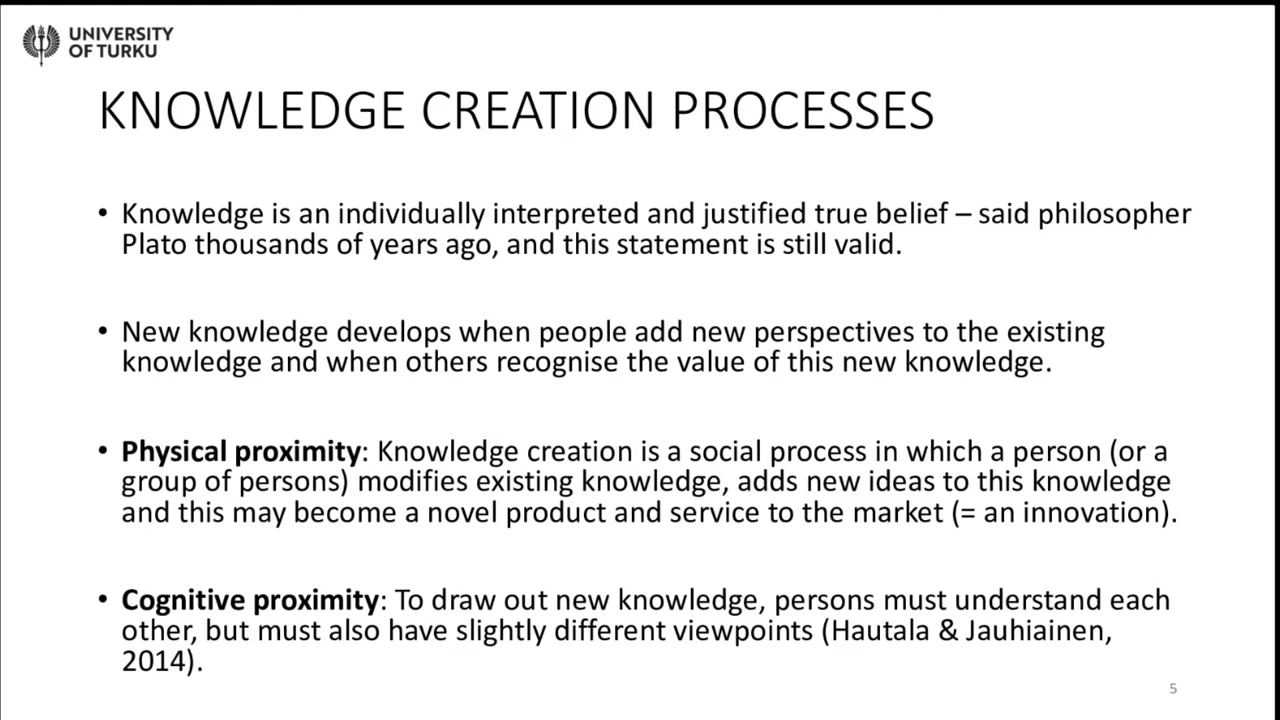 UNIVERSITY
OF TURKU
KNOWLEDGE CREATION PROCESSES
• Knowledge is an individually interpreted and justified true belief – said philosopher
Plato thousands of years ago, and this statement is still valid.
• New knowledge develops when people add new perspectives to the existing
knowledge and when others recognise the value of this new knowledge.
• Physical proximity: Knowledge creation is a social process in which a person (or a
group of persons) modifies existing knowledge, adds new ideas to this knowledge
and this may become a novel product and service to the market (= an innovation).
• Cognitive proximity: To draw out new knowledge, persons must understand each
other, but must also have slightly different viewpoints (Hautala & Jauhiainen,
2014).
5